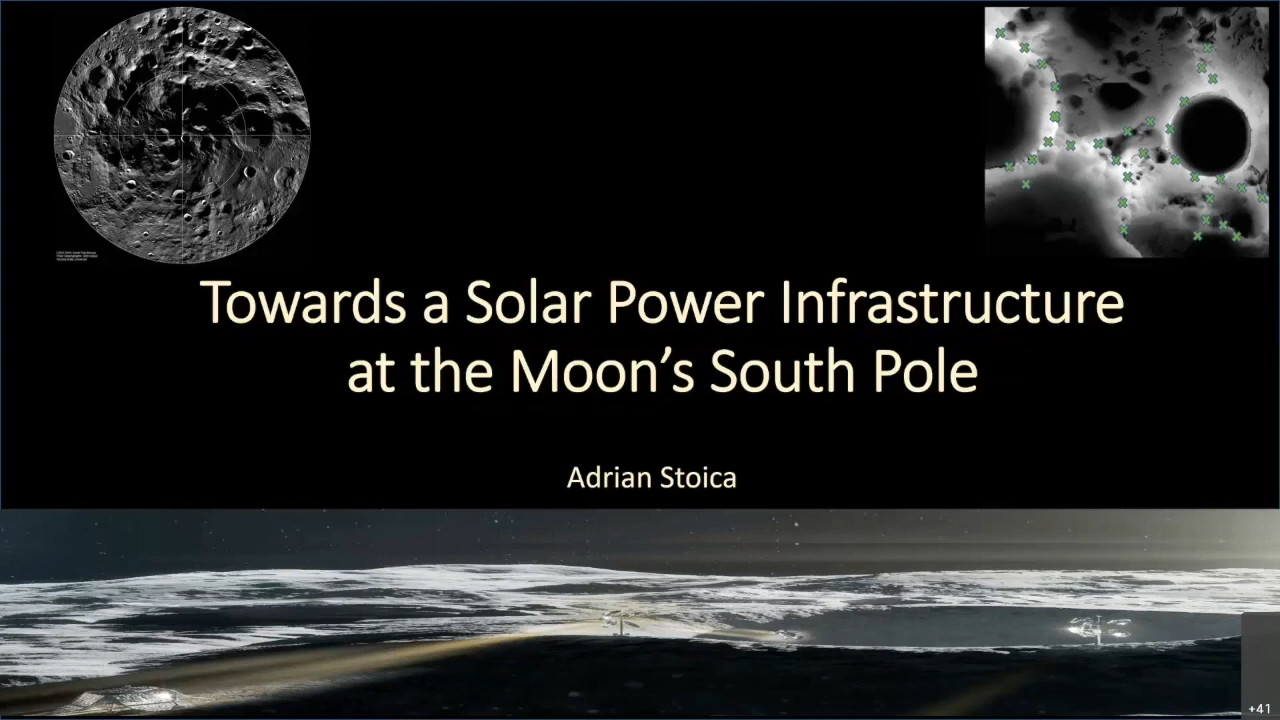 Towards a Solar Power Infrastructure
at the Moon's South Pole
Adrian Stoica
+41